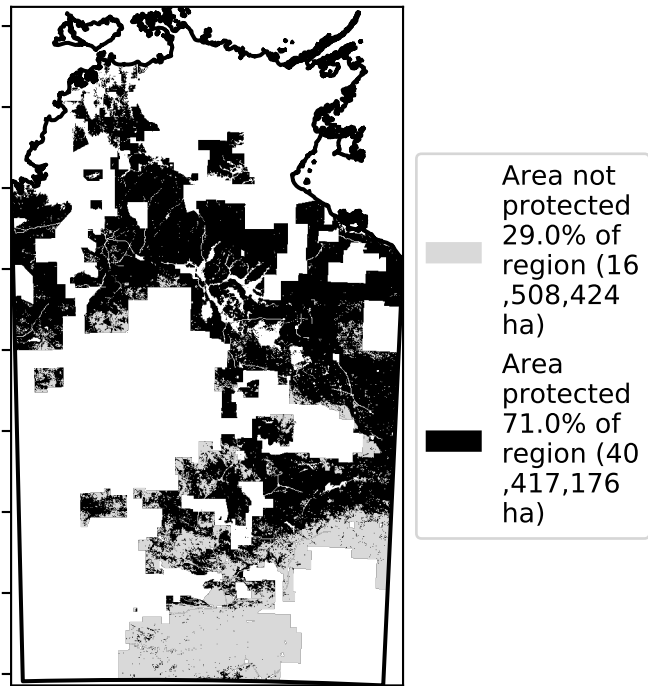 Area not
protected
29.0% of
region (16
,508,424
ha)
Area
protected
71.0% of
region (40
,417,176
ha)